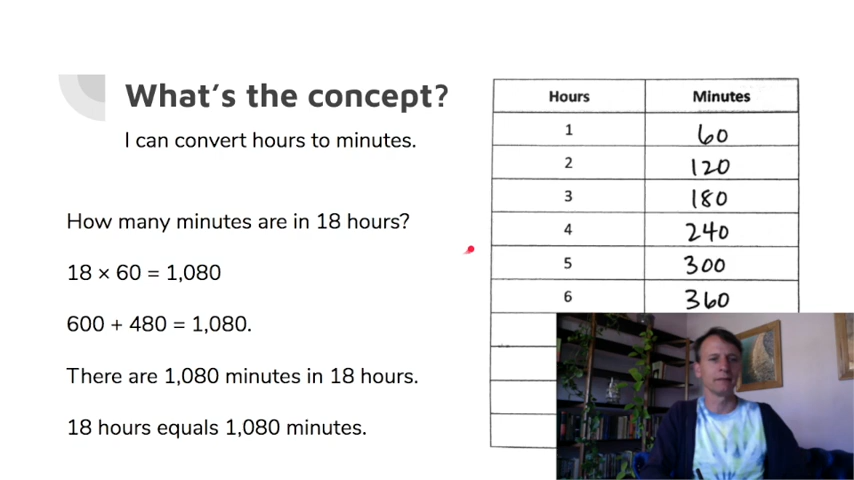 What's the concept?
I can convert hours to minutes.
How many minutes are in 18 hours?
18 × 60 = 1,080
600 + 480 = 1,080.
There are 1,080 minutes in 18 hours.
18 hours equals 1,080 minutes.
Hours Minutes
1 60
2 120
3 180
4 240
5 300
6 360